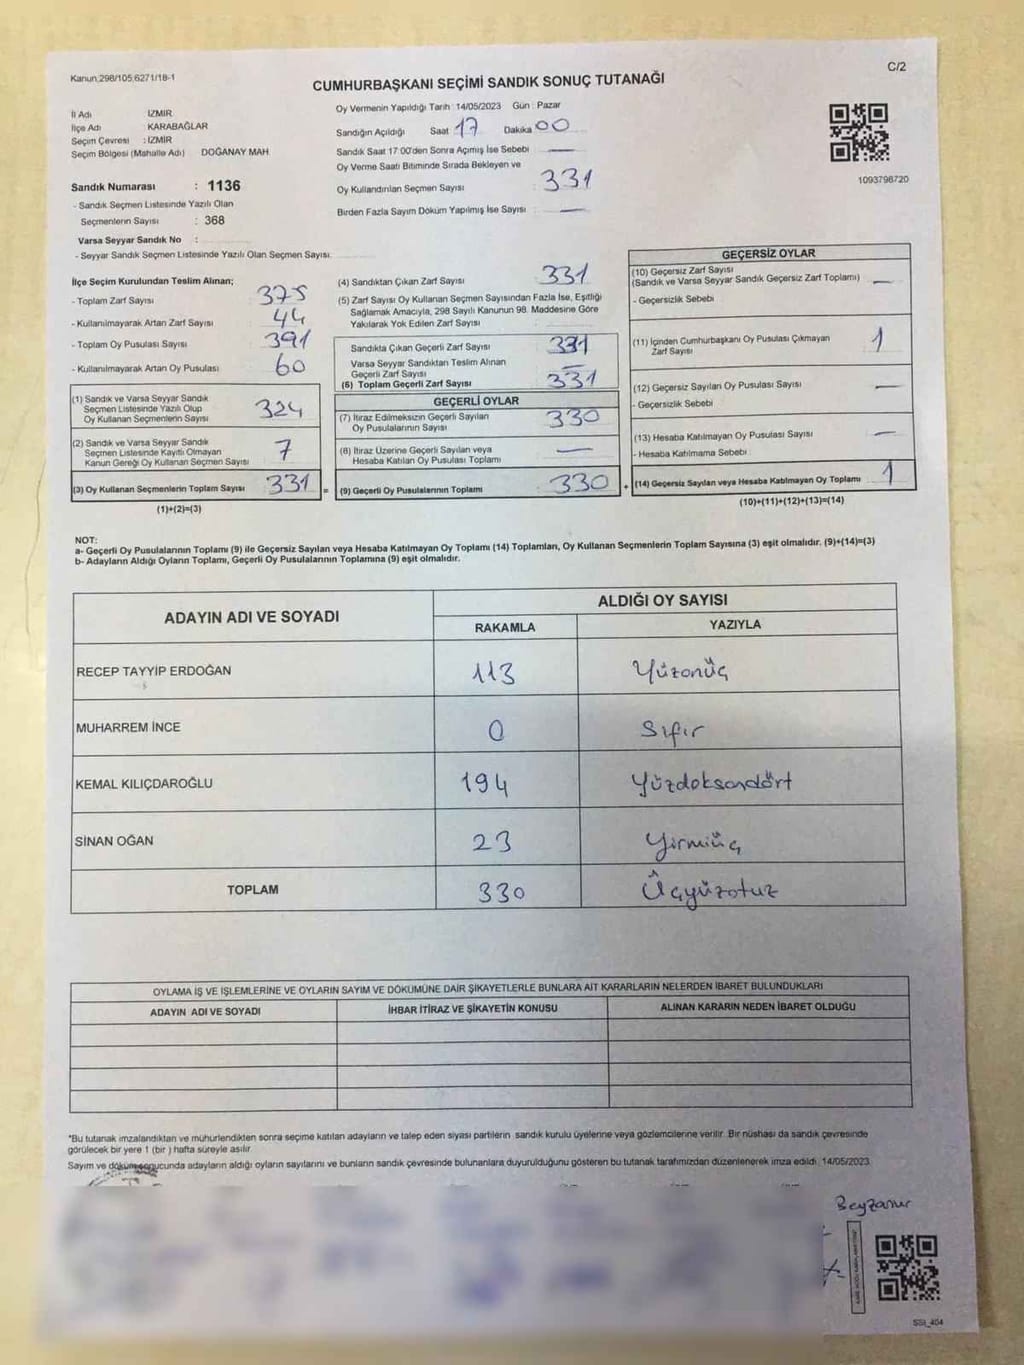 Kanun,298/105,6271/18-1
C/2
CUMHURBAŞKANI SEÇİMİ SANDIK SONUÇ TUTANAĞI
İl Adı İZMİR
İlçe Adı KARABAĞLAR
Seçim Çevresi : İZMİR
Seçim Bölgesi (Mahalle Adı) DOĞANAY MAH
Sandık Numarası : 1136
- Sandık Seçmen Listesinde Yazılı Olan
Seçmenlerin Sayısı : 368
Varsa Seyyar Sandık No :
- Seyyar Sandık Seçmen Listesinde Yazılı Olan Seçmen Sayısı:
Oy Vermenin Yapıldığı Tarih :14/05/2023 Gün : Pazar
Sandığın Açıldığı Saat 17 Dakika 00
Sandık Saat 17:00'den Sonra Açımış İse Sebebi —
Oy Verme Saati Bitiminde Sırada Bekleyen ve
Oy Kullandırılan Seçmen Sayısı 331
Birden Fazla Sayım Döküm Yapılmış İse Sayısı —
1093798720
İlçe Seçim Kurulundan Teslim Alınan;
- Toplam Zarf Sayısı 375
- Kullanılmayarak Artan Zarf Sayısı 44
- Toplam Oy Pusulası Sayısı 391
- Kullanılmayarak Artan Oy Pusulası 60
(1) Sandık ve Varsa Seyyar Sandık
Seçmen Listesinde Yazılı Olup
Oy Kullanan Seçmenlerin Sayısı 324
(2) Sandık ve Varsa Seyyar Sandık
Seçmen Listesinde Kayıtlı Olmayan
Kanun Gereği Oy Kullanan Seçmen Sayısı 7
(3) Oy Kullanan Seçmenlerin Toplam Sayısı 331 =
(1)+(2)=(3)
(4) Sandıktan Çıkan Zarf Sayısı 331
(5) Zarf Sayısı Oy Kullanan Seçmen Sayısından Fazla İse, Eşitliği
Sağlamak Amacıyla, 298 Sayılı Kanunun 98. Maddesine Göre
Yakılarak Yok Edilen Zarf Sayısı
Sandıkta Çıkan Geçerli Zarf Sayısı 331
Varsa Seyyar Sandıktan Teslim Alınan
Geçerli Zarf Sayısı —
(6) Toplam Geçerli Zarf Sayısı 331
GEÇERLİ OYLAR
(7) İtiraz Edilmeksizin Geçerli Sayılan
Oy Pusulalarının Sayısı 330
(8) İtiraz Üzerine Geçerli Sayılan veya
Hesaba Katılan Oy Pusulası Toplamı —
(9) Geçerli Oy Pusulalarının Toplamı 330 +
GEÇERSİZ OYLAR
(10) Geçersiz Zarf Sayısı
(Sandık ve Varsa Seyyar Sandık Geçersiz Zarf Toplamı) —
- Geçersizlik Sebebi
(11) İçinden Cumhurbaşkanı Oy Pusulası Çıkmayan
Zarf Sayısı 1
(12) Geçersiz Sayılan Oy Pusulası Sayısı —
- Geçersizlik Sebebi
(13) Hesaba Katılmayan Oy Pusulası Sayısı —
- Hesaba Katılmama Sebebi
(14) Geçersiz Sayılan veya Hesaba Katılmayan Oy Toplamı 1
(10)+(11)+(12)+(13)=(14)
NOT:
a- Geçerli Oy Pusulalarının Toplamı (9) ile Geçersiz Sayılan veya Hesaba Katılmayan Oy Toplamı (14) Toplamları, Oy Kullanan Seçmenlerin Toplam Sayısına (3) eşit olmalıdır. (9)+(14)=(3)
b- Adayların Aldığı Oyların Toplamı, Geçerli Oy Pusulalarının Toplamına (9) eşit olmalıdır.
ADAYIN ADI VE SOYADI ALDIĞI OY SAYISI
RAKAMLA YAZIYLA
RECEP TAYYİP ERDOĞAN 113 Yüzonüç
MUHARREM İNCE 0 Sıfır
KEMAL KILIÇDAROĞLU 194 Yüzdoksandört
SİNAN OĞAN 23 Yirmiüç
TOPLAM 330 Üçyüzotuz
OYLAMA İŞ VE İŞLEMLERİNE VE OYLARIN SAYIM VE DÖKÜMÜNE DAİR ŞİKAYETLERLE BUNLARA AİT KARARLARIN NELERDEN İBARET BULUNDUKLARI
ADAYIN ADI VE SOYADI İHBAR İTİRAZ VE ŞİKAYETİN KONUSU ALINAN KARARIN NEDEN İBARET OLDUĞU
*Bu tutanak imzalandıktan ve mühürlendikten sonra seçime katılan adayların ve talep eden siyasi partilerin sandık kurulu üyelerine veya gözlemcilerine verilir. Bir nüshası da sandık çevresinde
görülecek bir yere 1 (bir) hafta süreyle asılır.
Sayım ve döküm sonucunda adayların aldığı oyların sayılarını ve bunların sandık çevresinde bulunanlara duyurulduğunu gösteren bu tutanak tarafımızdan düzenlenerek imza edildi. 14/05/2023
Beyzanur
SSI_404